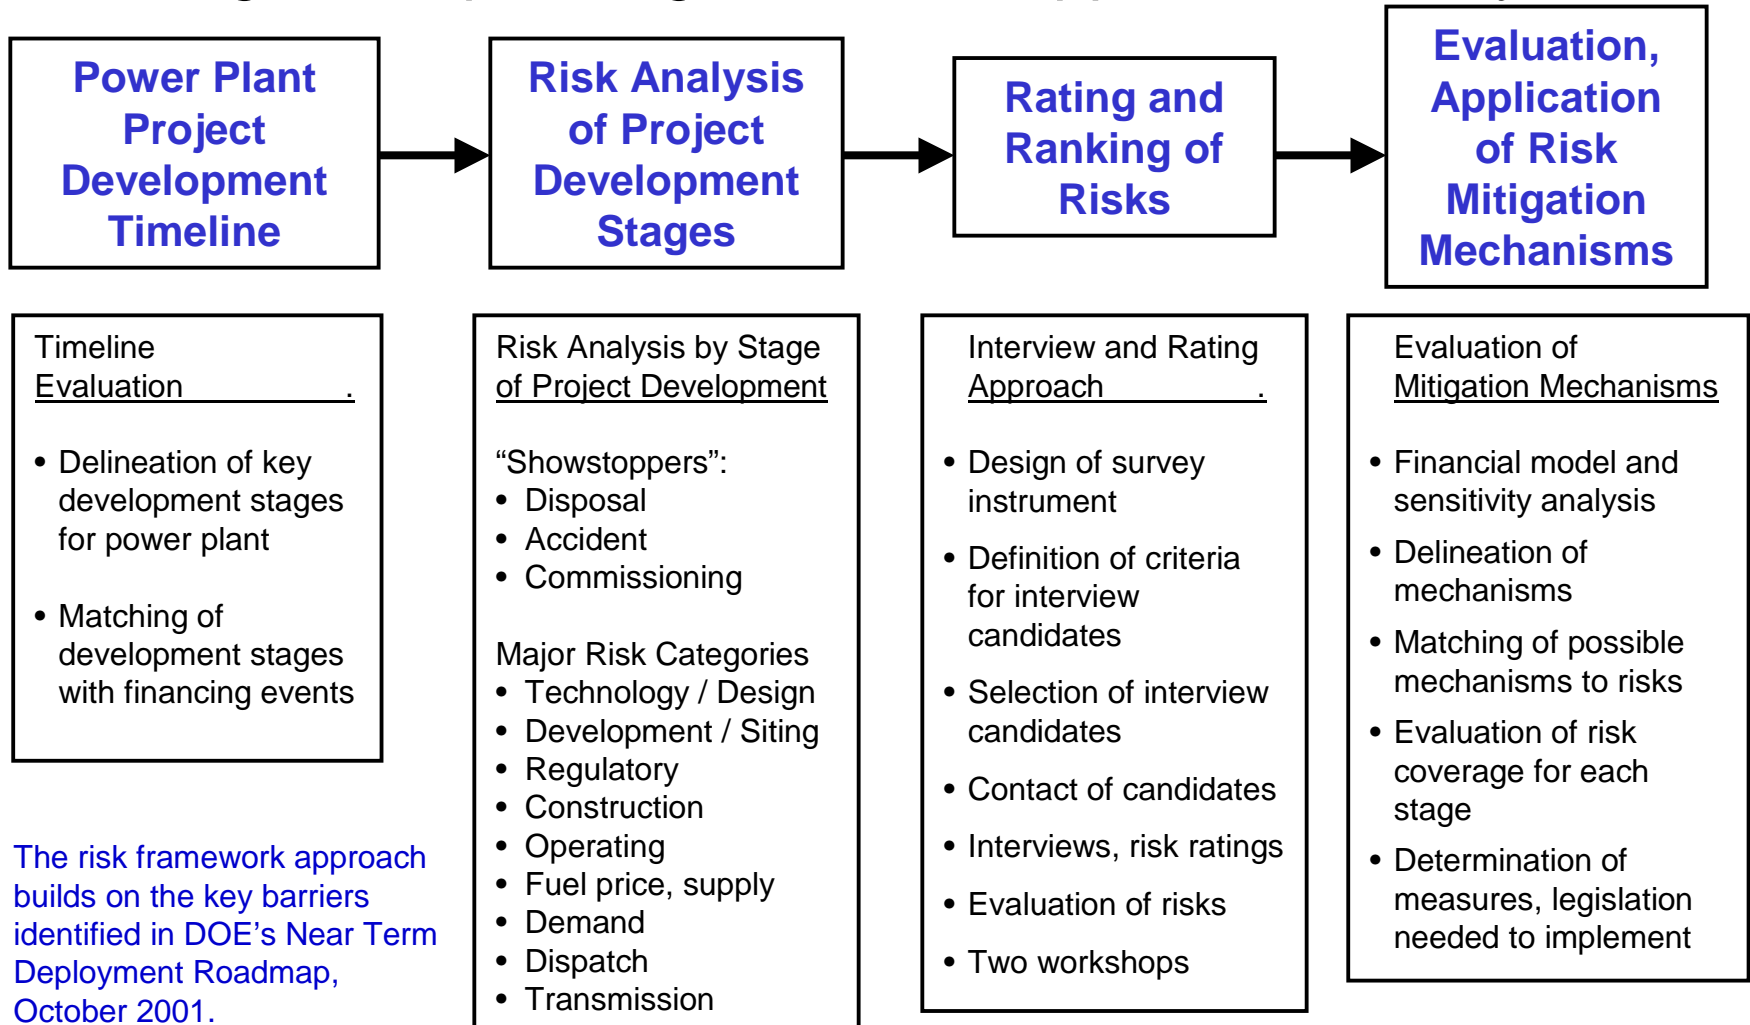 Power Plant
Project
Development
Timeline
Risk Analysis
of Project
Development
Stages
Rating and
Ranking of
Risks
Evaluation,
Application
of Risk
Mitigation
Mechanisms
Timeline
Evaluation .
• Delineation of key
development stages
for power plant
• Matching of
development stages
with financing events
The risk framework approach
builds on the key barriers
identified in DOE’s Near Term
Deployment Roadmap,
October 2001.
Risk Analysis by Stage
of Project Development
“Showstoppers”:
• Disposal
• Accident
• Commissioning
Major Risk Categories
• Technology / Design
• Development / Siting
• Regulatory
• Construction
• Operating
• Fuel price, supply
• Demand
• Dispatch
• Transmission
Interview and Rating
Approach .
• Design of survey
instrument
• Definition of criteria
for interview
candidates
• Selection of interview
candidates
• Contact of candidates
• Interviews, risk ratings
• Evaluation of risks
• Two workshops
Evaluation of
Mitigation Mechanisms
• Financial model and
sensitivity analysis
• Delineation of
mechanisms
• Matching of possible
mechanisms to risks
• Evaluation of risk
coverage for each
stage
• Determination of
measures, legislation
needed to implement